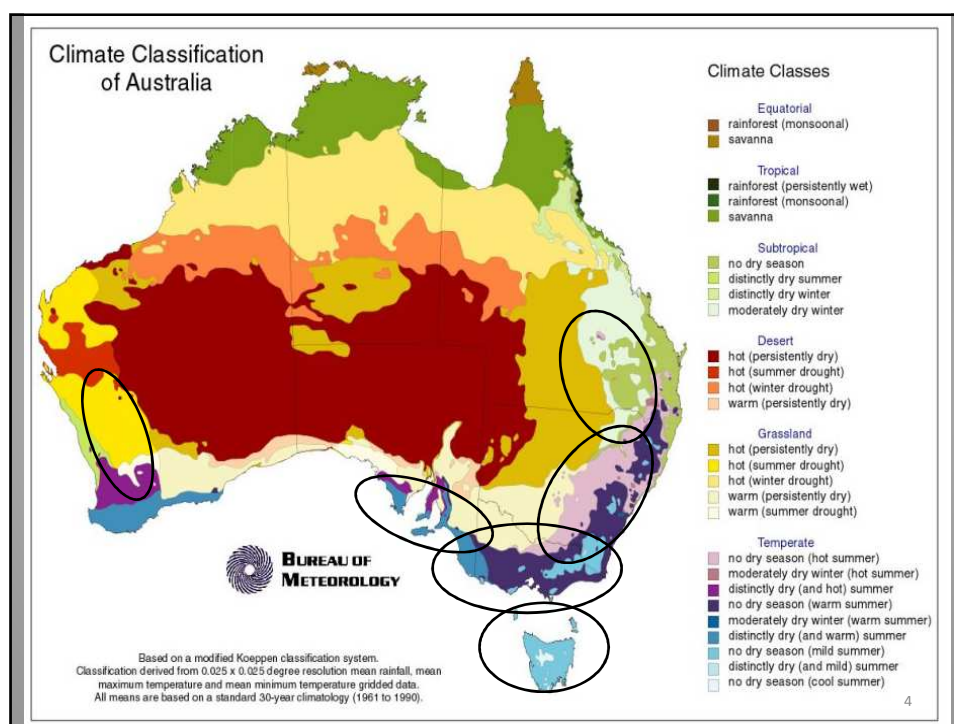 Climate Classification
of Australia
Climate Classes
Equatorial
rainforest (monsoonal)
savanna
Tropical
rainforest (persistently wet)
rainforest (monsoonal)
savanna
Subtropical
no dry season
distinctly dry summer
distinctly dry winter
moderately dry winter
Desert
hot (persistently dry)
hot (summer drought)
hot (winter drought)
warm (persistently dry)
Grassland
hot (persistently dry)
hot (summer drought)
hot (winter drought)
warm (persistently dry)
warm (summer drought)
Temperate
no dry season (hot summer)
moderately dry winter (hot summer)
distinctly dry (and hot) summer
no dry season (warm summer)
moderately dry winter (warm summer)
distinctly dry (and warm) summer
no dry season (mild summer)
distinctly dry (and mild) summer
no dry season (cool summer)
BUREAU OF
METEOROLOGY
Based on a modified Koeppen classification system.
Classification derived from 0.025 x 0.025 degree resolution mean rainfall, mean
maximum temperature and mean minimum temperature gridded data.
All means are based on a standard 30-year climatology (1961 to 1990).
4